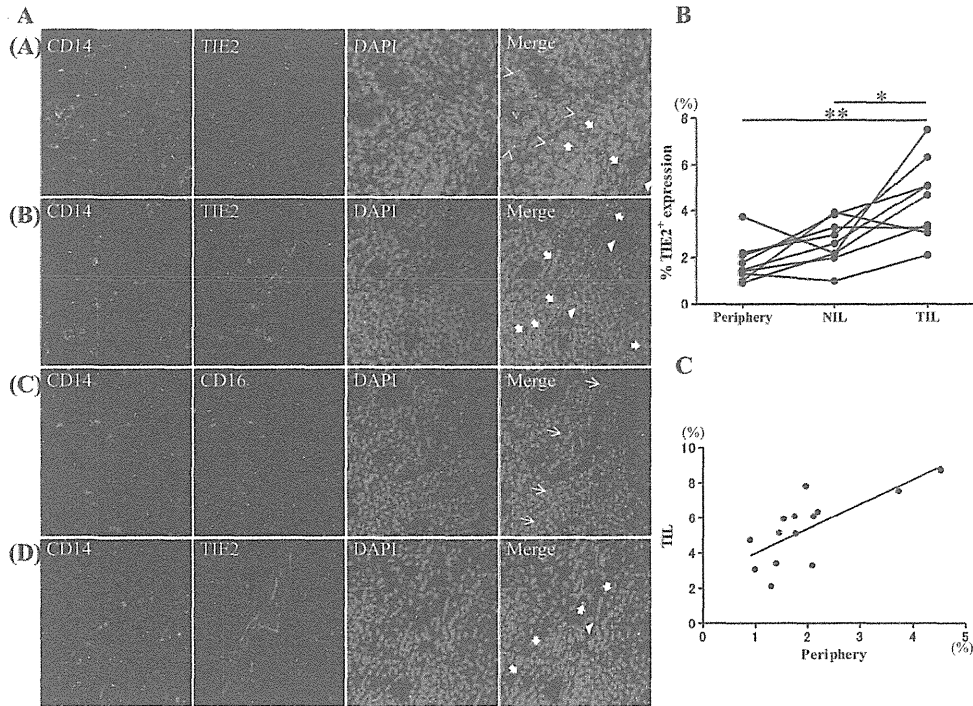 A
(A)
CD14
TIE2
DAPI
Merge
(B)
CD14
TIE2
DAPI
Merge
(C)
CD14
CD16
DAPI
Merge
(D)
CD14
TIE2
DAPI
Merge
B
(%)
*
**
8
6
4
2
0
% TIE2+ expression
Periphery
NIL
TIL
C
(%)
10
8
6
4
2
0
TIL
0
1
2
3
4
5
(%)
Periphery